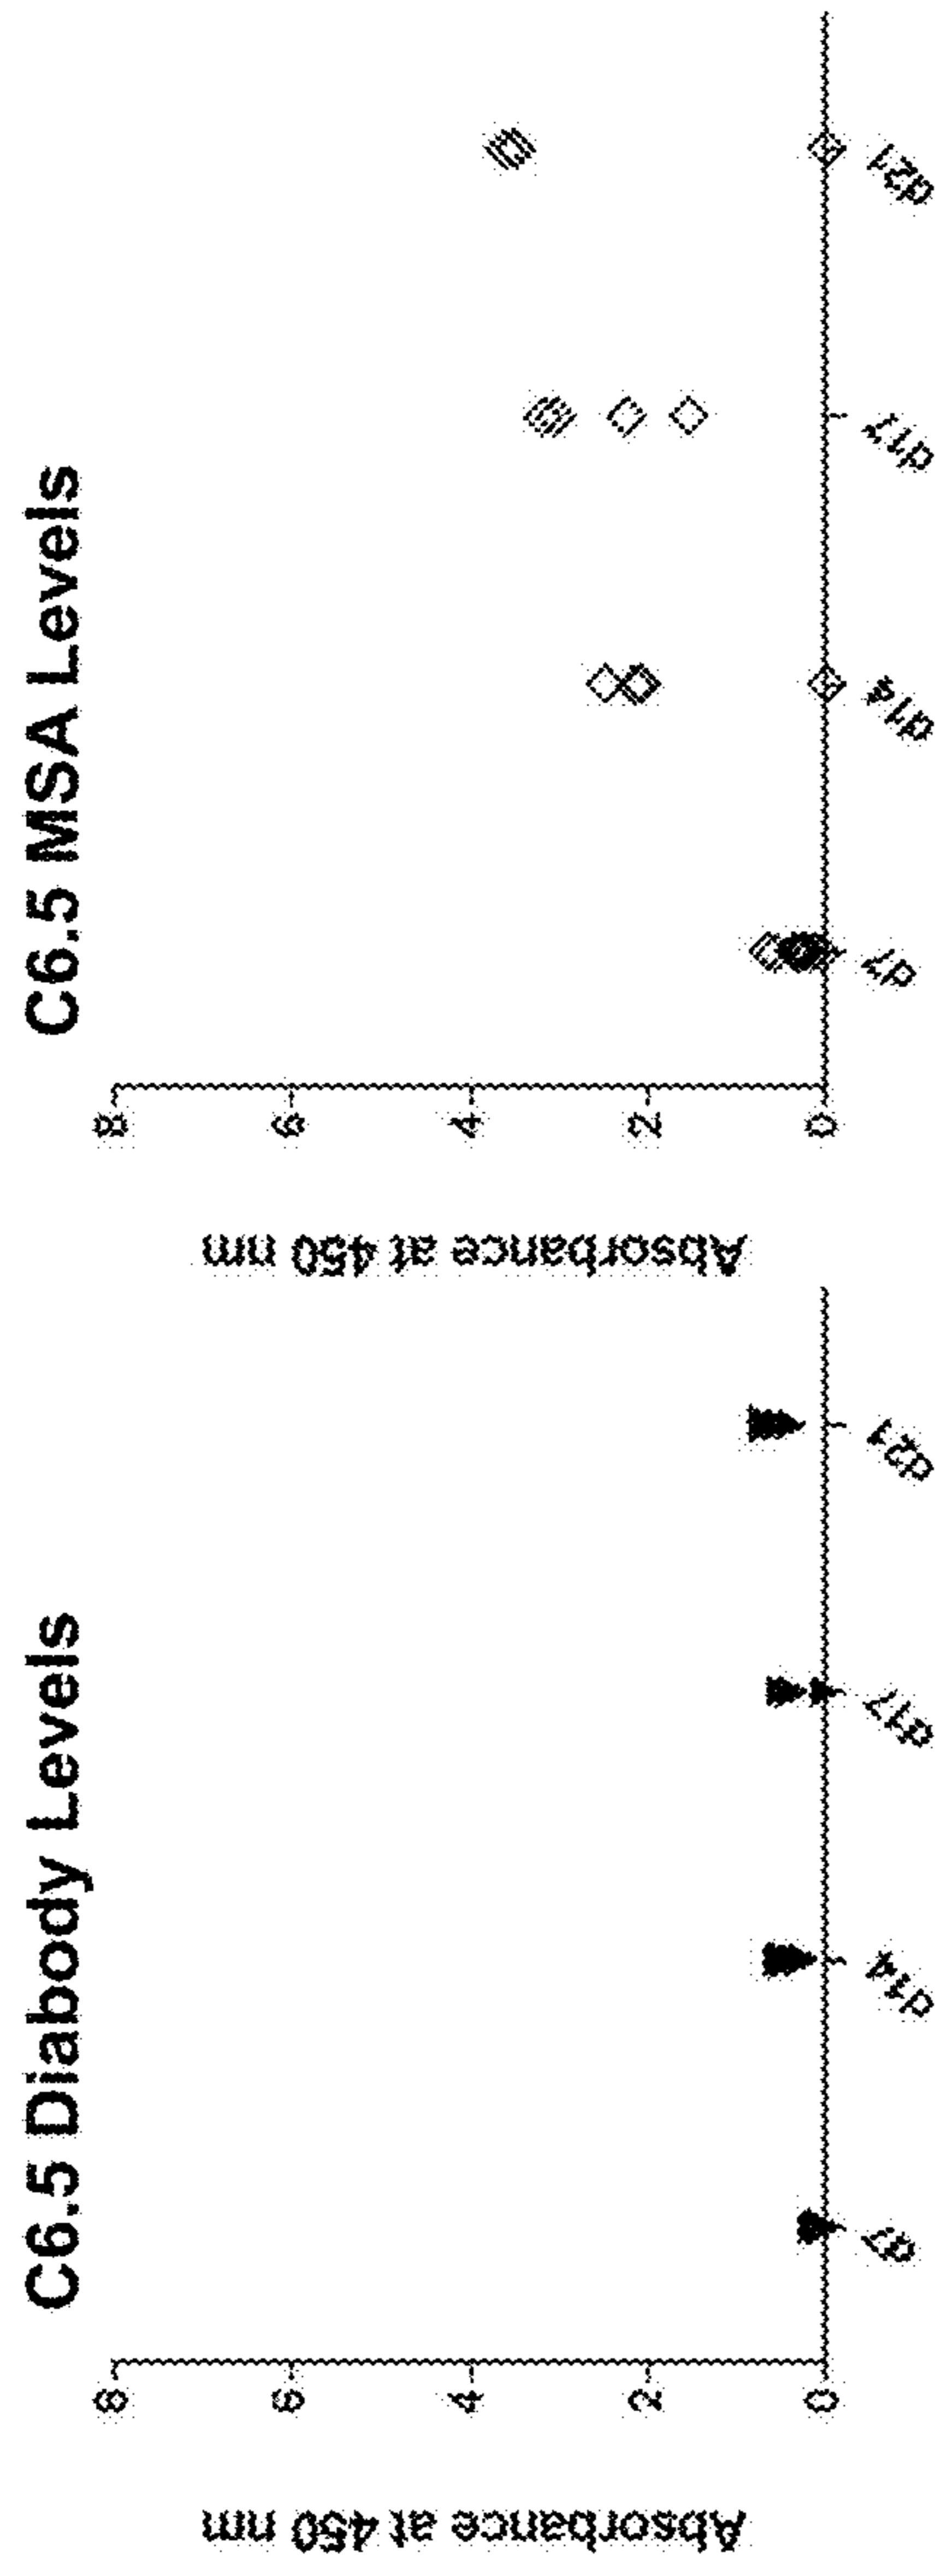 C6.5 Diabody Levels
Absorbance at 450 nm
8
6
4
2
0
d7
d14
d17
d21
C6.5 MSA Levels
Absorbance at 450 nm
8
6
4
2
0
d7
d14
d17
d21